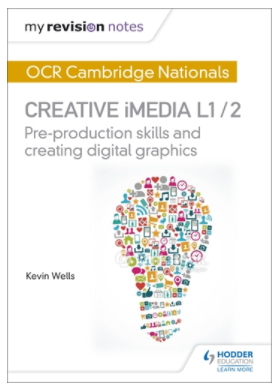 my revision notes
OCR Cambridge Nationals
CREATIVE iMEDIA L1/2
Pre-production skills and
creating digital graphics
Kevin Wells
HODDER
EDUCATION
LEARN MORE